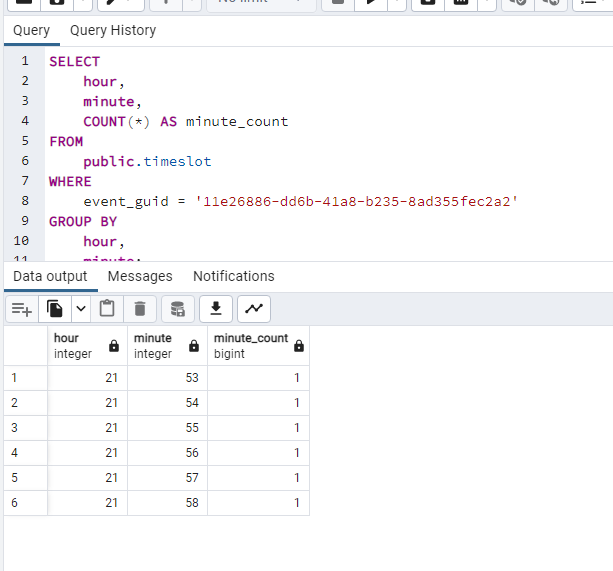 No limit
Query Query History
1 SELECT
2 hour,
3 minute,
4 COUNT(*) AS minute_count
5 FROM
6 public.timeslot
7 WHERE
8 event_guid = '11e26886-dd6b-41a8-b235-8ad355fec2a2'
9 GROUP BY
10 hour,
11 minute;
Data output Messages Notifications
hour minute minute_count
integer integer bigint
1 21 53 1
2 21 54 1
3 21 55 1
4 21 56 1
5 21 57 1
6 21 58 1